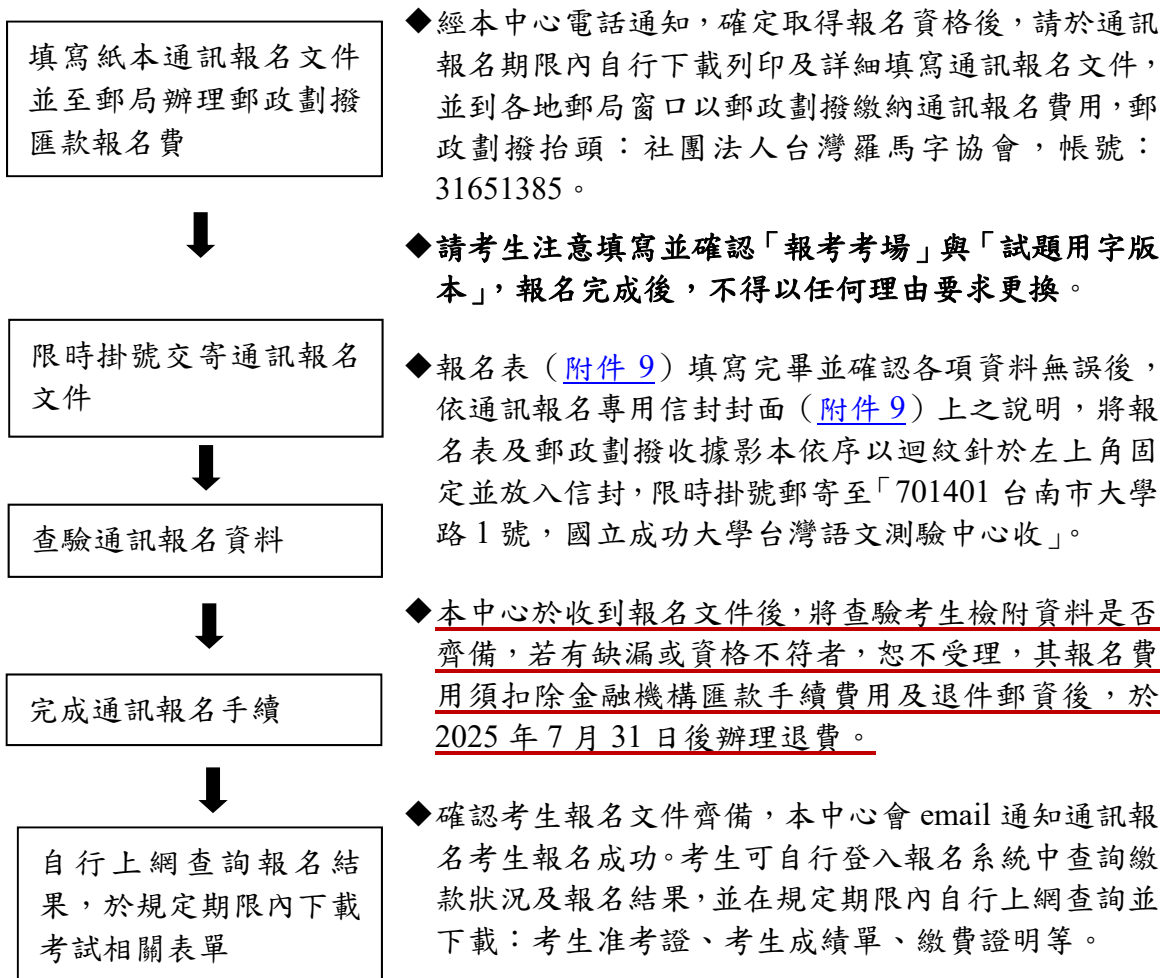 填寫紙本通訊報名文件
並至郵局辦理郵政劃撥
匯款報名費
限時掛號交寄通訊報名
文件
查驗通訊報名資料
完成通訊報名手續
自行上網查詢報名結
果，於規定期限內下載
考試相關表單
◆經本中心電話通知，確定取得報名資格後，請於通訊
報名期限內自行下載列印及詳細填寫通訊報名文件，
並到各地郵局窗口以郵政劃撥繳納通訊報名費用，郵
政劃撥抬頭：社團法人台灣羅馬字協會，帳號：
31651385。
◆請考生注意填寫並確認「報考考場」與「試題用字版
本」，報名完成後，不得以任何理由要求更換。
◆報名表（附件 9）填寫完畢並確認各項資料無誤後，
依通訊報名專用信封封面（附件 9）上之說明，將報
名表及郵政劃撥收據影本依序以迴紋針於左上角固
定並放入信封，限時掛號郵寄至「701401 台南市大學
路 1 號，國立成功大學台灣語文測驗中心收」。
◆本中心於收到報名文件後，將查驗考生檢附資料是否
齊備，若有缺漏或資格不符者，恕不受理，其報名費
用須扣除金融機構匯款手續費用及退件郵資後，於
2025 年 7 月 31 日後辦理退費。
◆確認考生報名文件齊備，本中心會 email 通知通訊報
名考生報名成功。考生可自行登入報名系統中查詢繳
款狀況及報名結果，並在規定期限內自行上網查詢並
下載：考生准考證、考生成績單、繳費證明等。